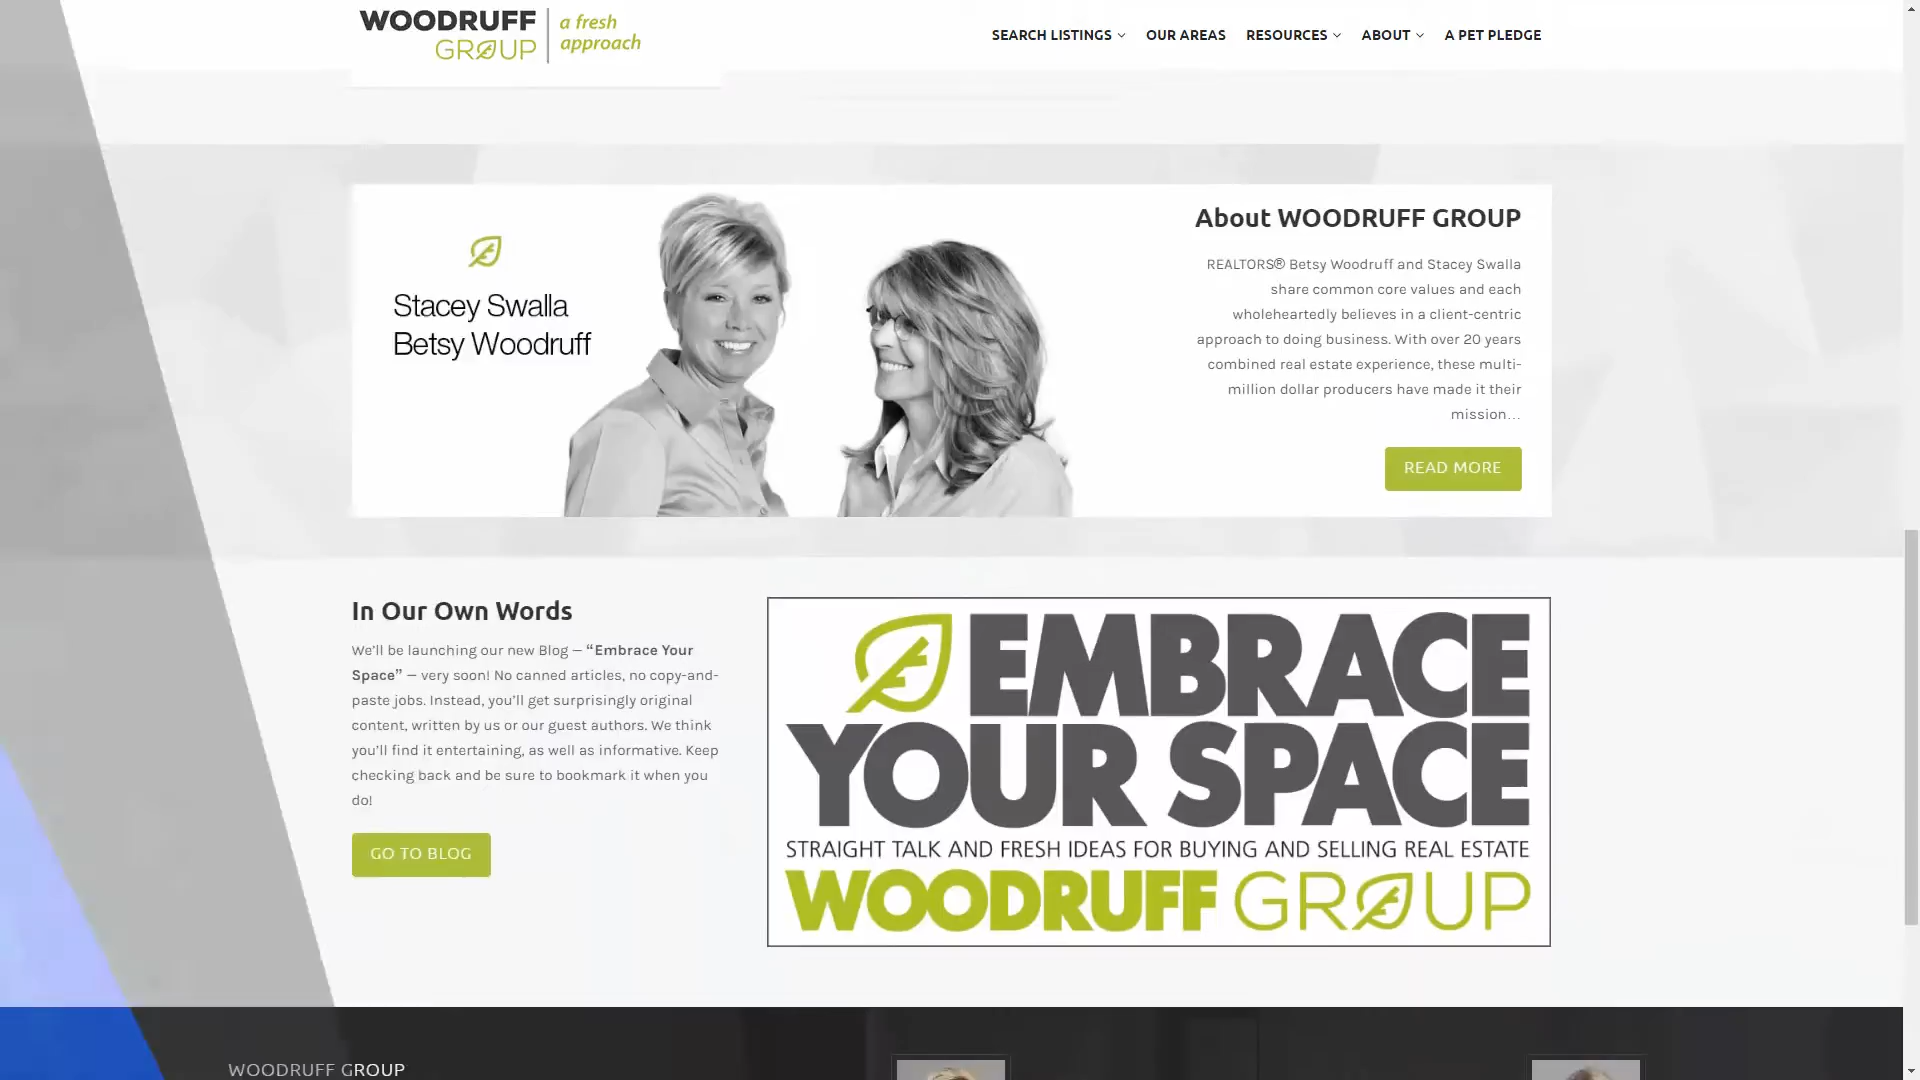 WOODRUFF
GROUP
a fresh
approach
SEARCH LISTINGS
OUR AREAS
RESOURCES
ABOUT
A PET PLEDGE
Stacey Swalla
Betsy Woodruff
About WOODRUFF GROUP
REALTORS® Betsy Woodruff and Stacey Swalla
share common core values and each
wholeheartedly believes in a client-centric
approach to doing business. With over 20 years
combined real estate experience, these multi-
million dollar producers have made it their
mission…
READ MORE
In Our Own Words
We’ll be launching our new Blog — “Embrace Your
Space” — very soon! No canned articles, no copy-and-
paste jobs. Instead, you’ll get surprisingly original
content, written by us or our guest authors. We think
you’ll find it entertaining, as well as informative. Keep
checking back and be sure to bookmark it when you
do!
GO TO BLOG
EMBRACE
YOUR SPACE
STRAIGHT TALK AND FRESH IDEAS FOR BUYING AND SELLING REAL ESTATE
WOODRUFF GROUP
WOODRUFF GROUP